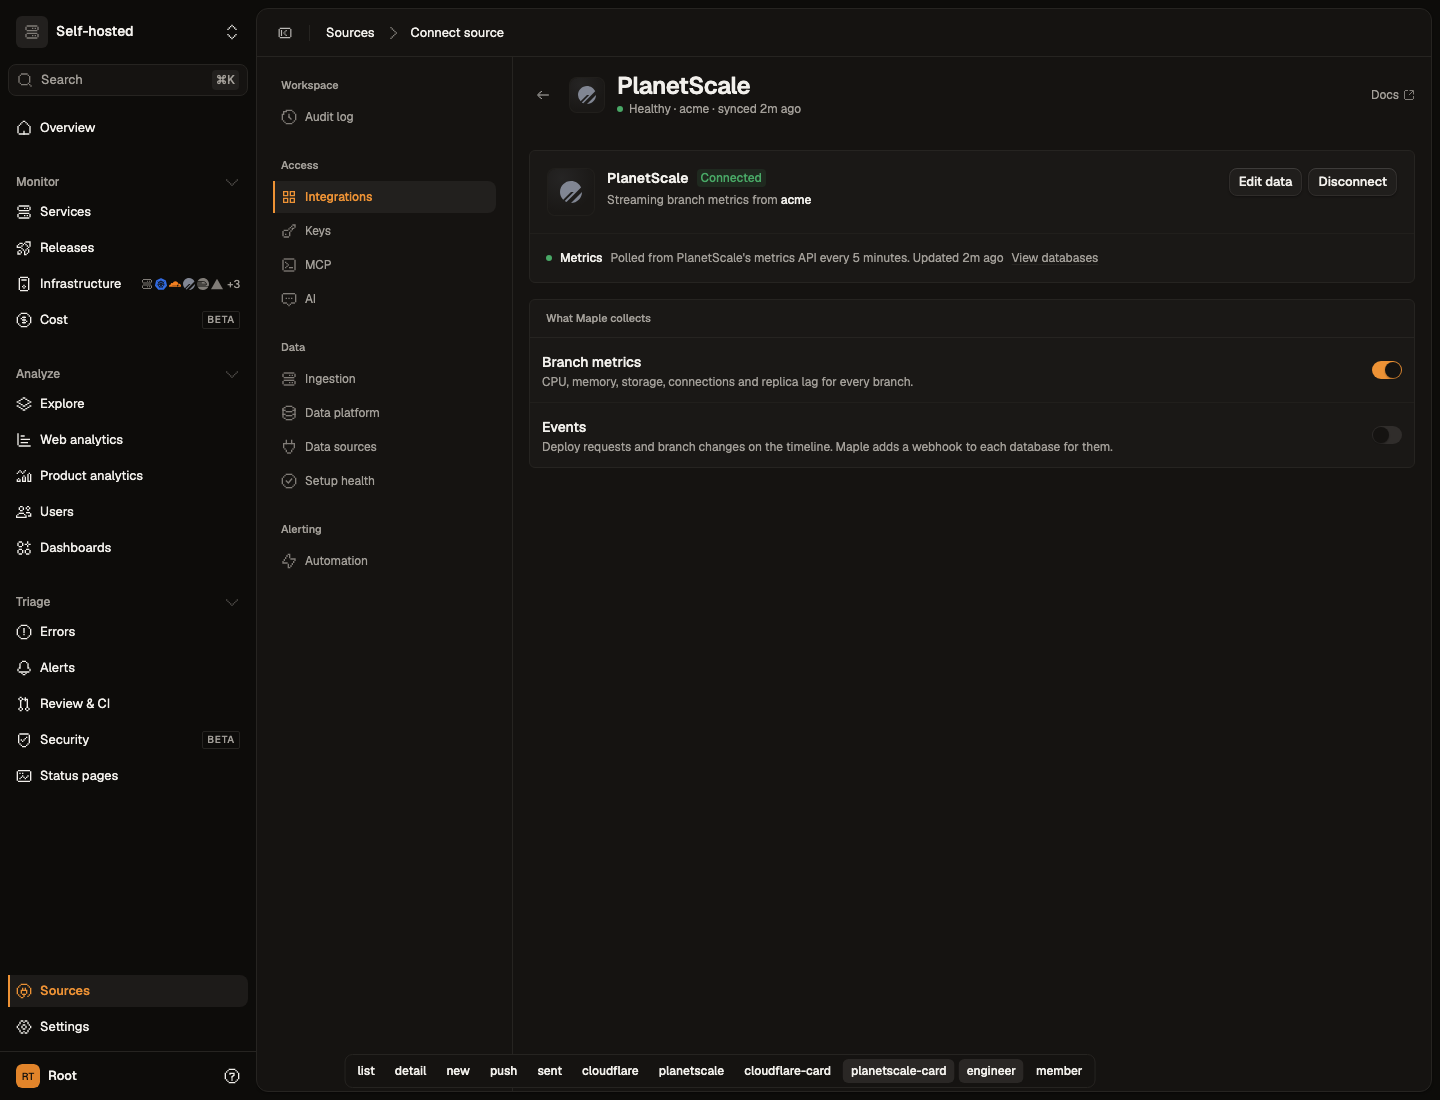 Self-hosted
Search ⌘K
Overview
Monitor
Services
Releases
Infrastructure +3
Cost BETA
Analyze
Explore
Web analytics
Product analytics
Users
Dashboards
Triage
Errors
Alerts
Review & CI
Security BETA
Status pages
Sources
Settings
RT Root
Sources Connect source
Workspace
Audit log
Access
Integrations
Keys
MCP
AI
Data
Ingestion
Data platform
Data sources
Setup health
Alerting
Automation
PlanetScale
Healthy · acme · synced 2m ago
Docs
PlanetScale Connected
Streaming branch metrics from acme
Edit data Disconnect
Metrics Polled from PlanetScale's metrics API every 5 minutes. Updated 2m ago View databases
What Maple collects
Branch metrics
CPU, memory, storage, connections and replica lag for every branch.
Events
Deploy requests and branch changes on the timeline. Maple adds a webhook to each database for them.
list detail new push sent cloudflare planetscale cloudflare-card planetscale-card engineer member